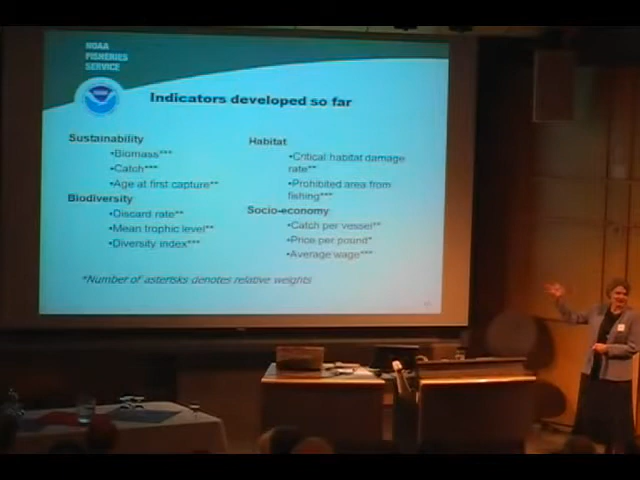 NOAA
FISHERIES
SERVICE
Indicators developed so far
Sustainability
•Biomass***
•Catch***
•Age at first capture**
Biodiversity
•Discard rate**
•Mean trophic level**
•Diversity index***
Habitat
•Critical habitat damage
rate**
•Prohibited area from
fishing***
Socio-economy
•Catch per vessel**
•Price per pound*
•Average wage***
*Number of asterisks denotes relative weights